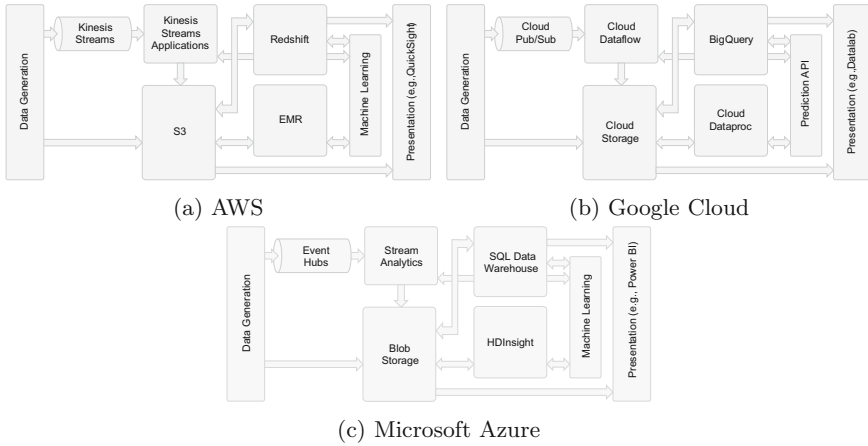 Data Generation
Kinesis
Streams
Kinesis
Streams
Applications
Redshift
S3
EMR
Machine Learning
Presentation (e.g.,QuickSight)
(a) AWS
Data Generation
Cloud
Pub/Sub
Cloud
Dataflow
BigQuery
Cloud
Storage
Cloud
Dataproc
Prediction API
Presentation (e.g.,Datalab)
(b) Google Cloud
Data Generation
Event
Hubs
Stream
Analytics
SQL Data
Warehouse
Blob
Storage
HDInsight
Machine Learning
Presentation (e.g., Power BI)
(c) Microsoft Azure